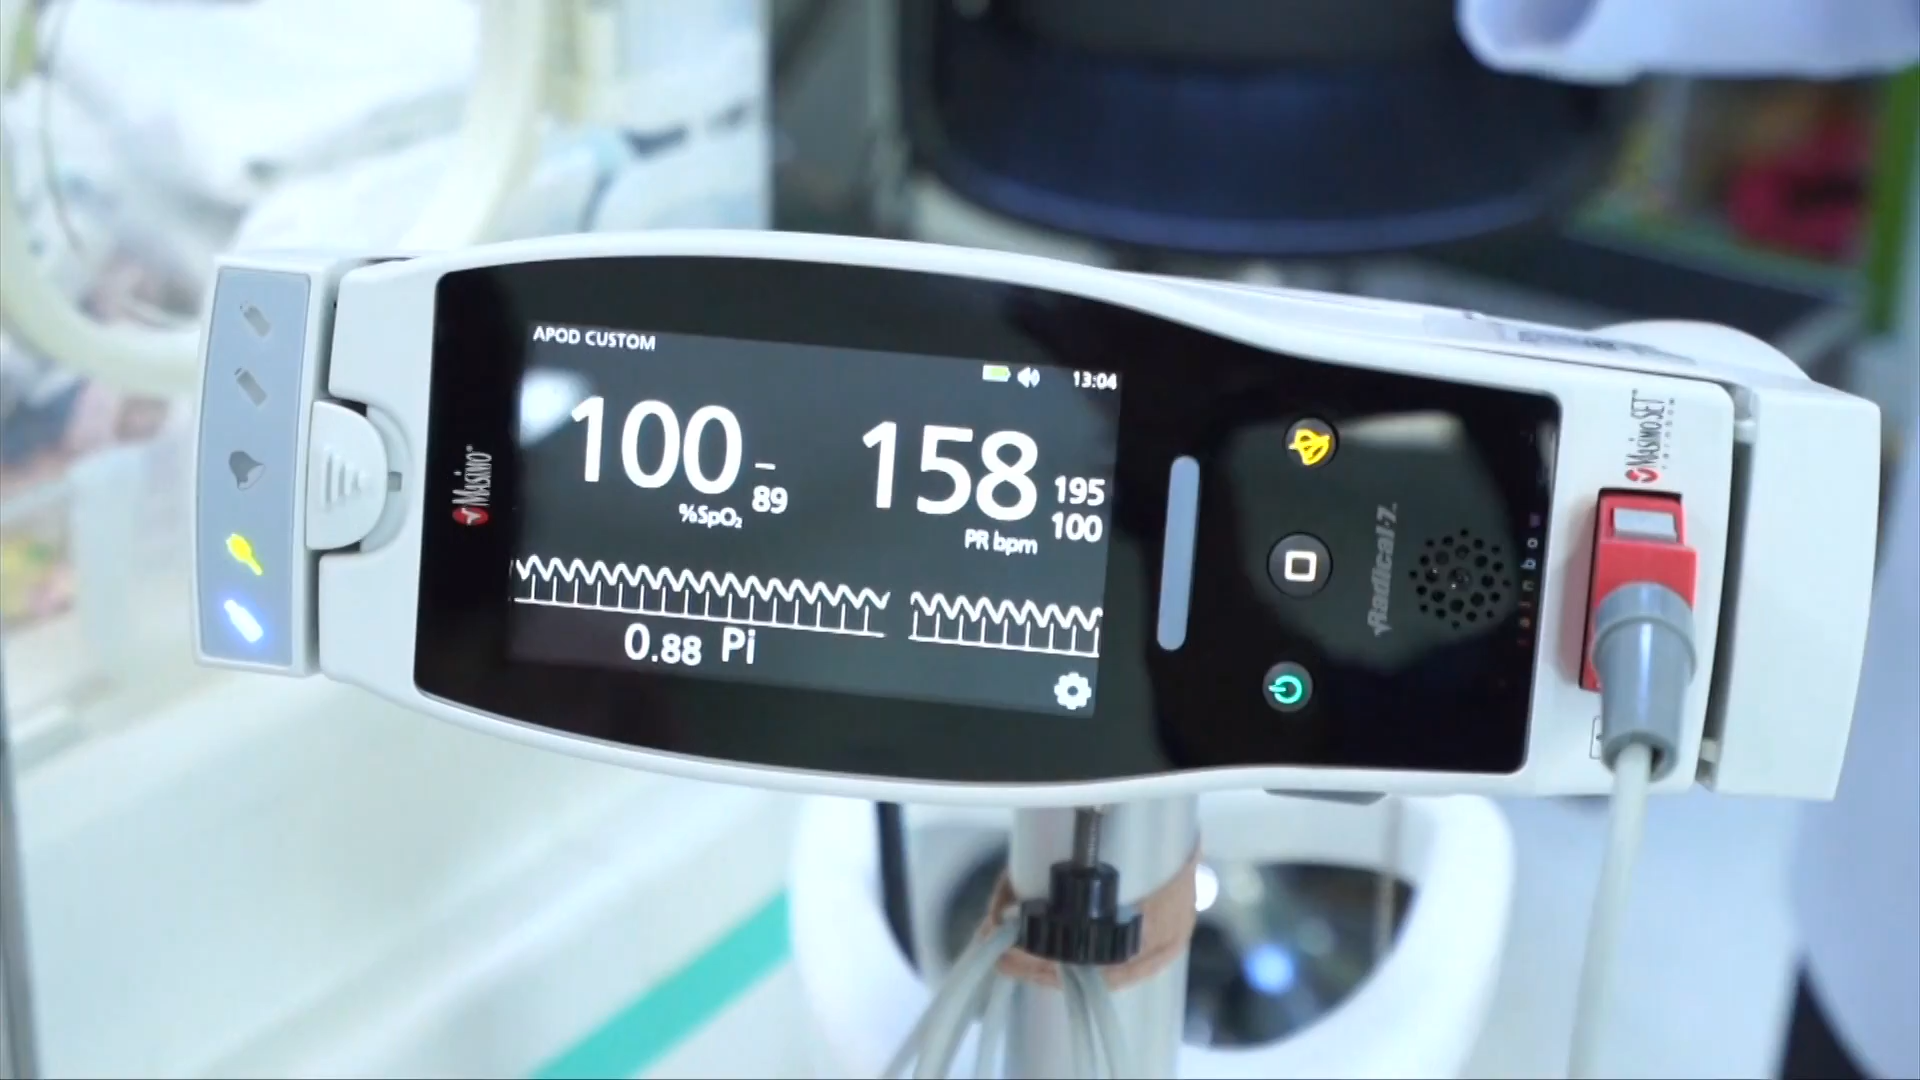 APOD CUSTOM
13:04
100
–
89
%SpO₂
158
195
100
PR bpm
0.88 Pi
MASIMO
Radical-7
rainbow
MASIMO SET
rainbow